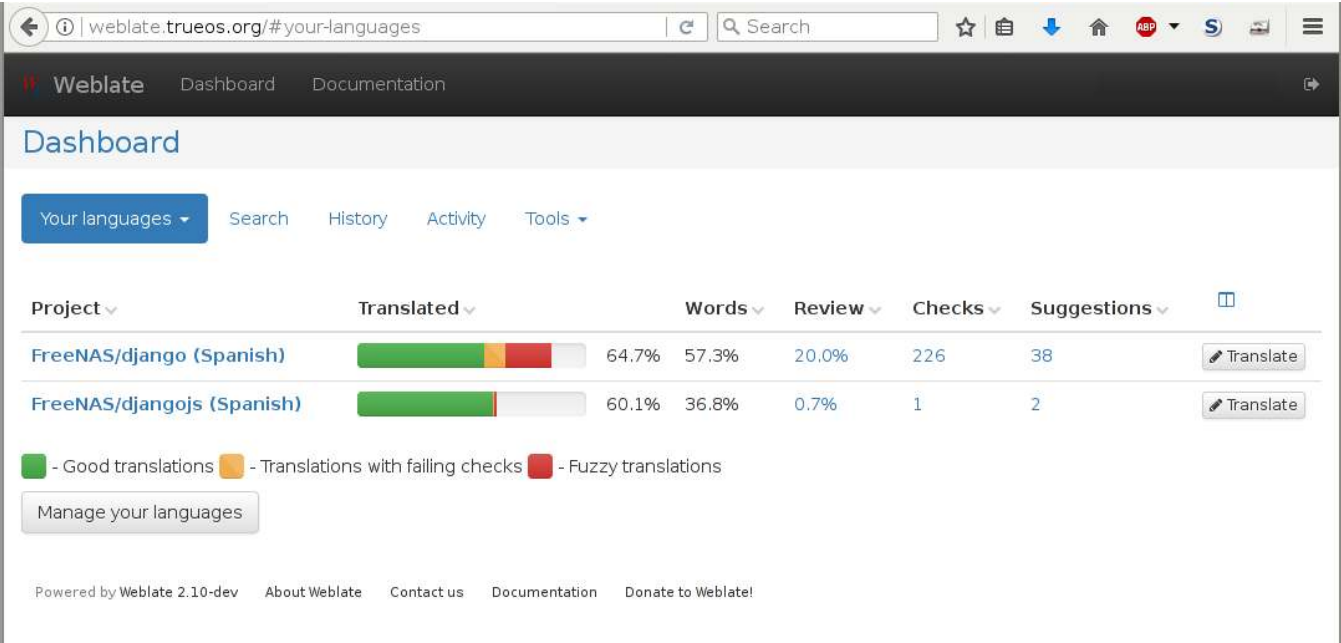 weblate.trueos.org/#your-languages Search ABP S
Weblate Dashboard Documentation
Dashboard
Your languages Search History Activity Tools
Project Translated Words Review Checks Suggestions
FreeNAS/django (Spanish) 64.7% 57.3% 20.0% 226 38 Translate
FreeNAS/djangojs (Spanish) 60.1% 36.8% 0.7% 1 2 Translate
- Good translations - Translations with failing checks - Fuzzy translations
Manage your languages
Powered by Weblate 2.10-dev About Weblate Contact us Documentation Donate to Weblate!